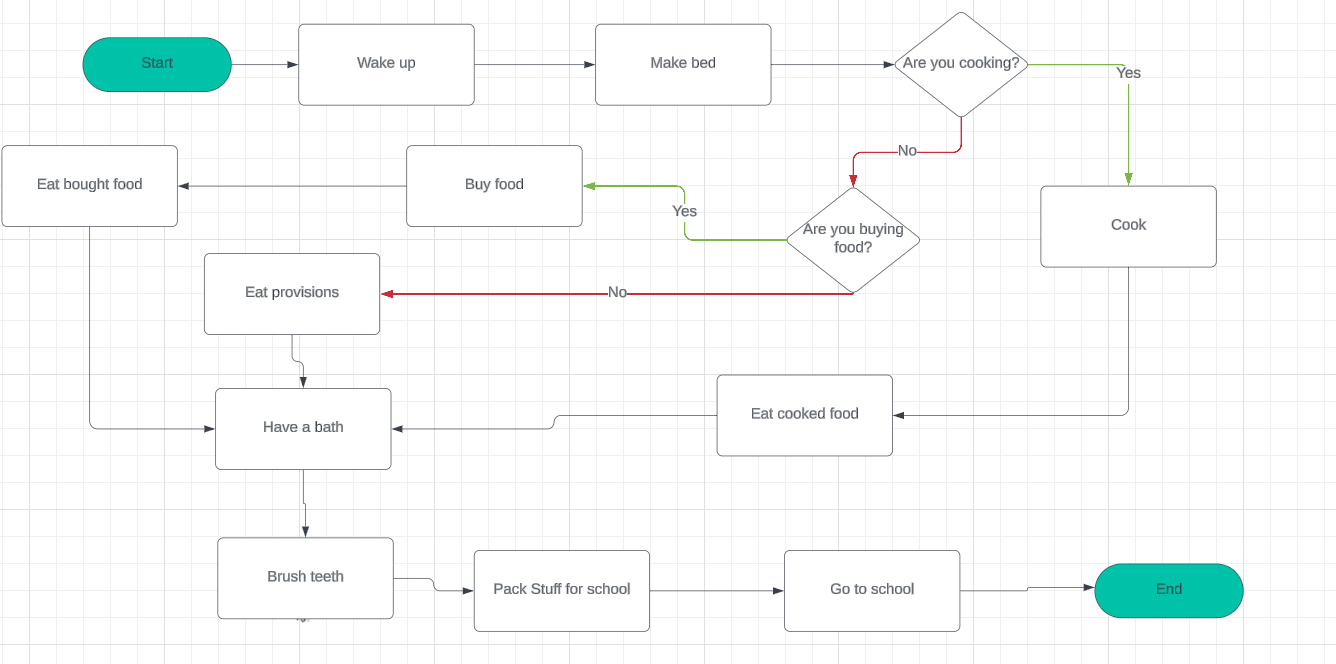 Start
Wake up
Make bed
Are you cooking?
Yes
No
Eat bought food
Buy food
Yes
Are you buying
food?
Cook
Eat provisions
No
Eat cooked food
Have a bath
Brush teeth
Pack Stuff for school
Go to school
End